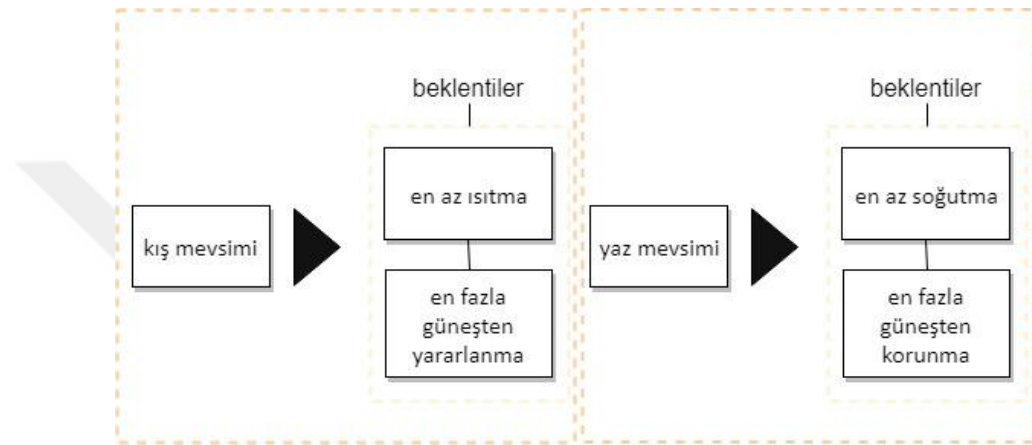 beklentiler
kış mevsimi
en az ısıtma
en fazla
güneşten
yararlanma
beklentiler
yaz mevsimi
en az soğutma
en fazla
güneşten
korunma